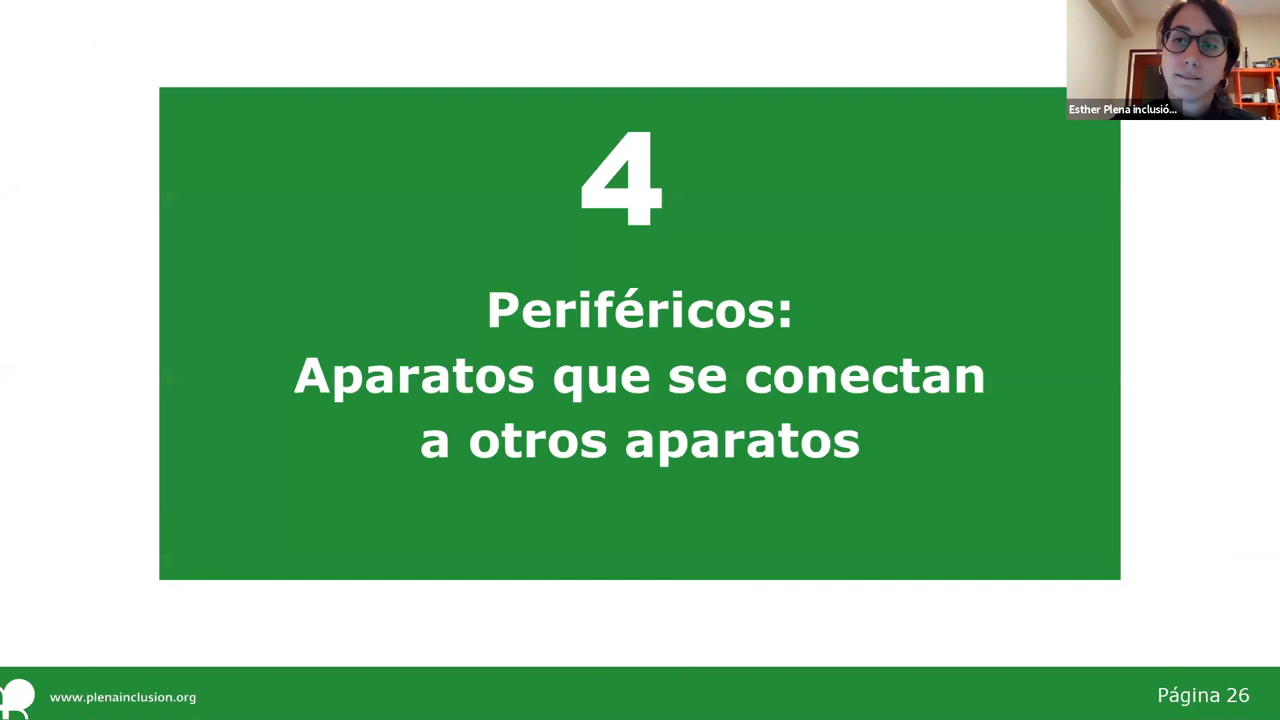 Esther Plena inclusió...
4
Periféricos:
Aparatos que se conectan
a otros aparatos
www.plenainclusion.org
Página 26